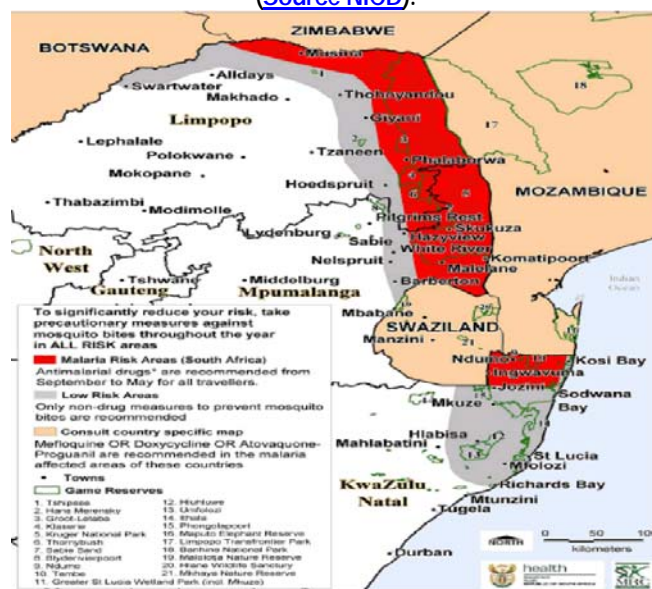 (Source NICD).
ZIMBABWE
BOTSWANA
Musina
Alldays
Swartwater
Makhado
Thohoyandou
Limpopo
Giyani
Lephalale
Tzaneen
Polokwane
Phalaborwa
Mokopane
Hoedspruit
MOZAMBIQUE
Thabazimbi
Modimolle
Pilgrims Rest
Lydenburg
Skukuza
Hazyview
Sabie
White River
North
West
Nelspruit
Komatipoort
Malelane
Tshwane
Middelburg
Barberton
Gauteng
Mpumalanga
Indian
Ocean
Mbabane
SWAZILAND
Manzini
To significantly reduce your risk, take
precautionary measures against
mosquito bites throughout the year
in ALL RISK areas
Malaria Risk Areas (South Africa)
Antimalarial drugs* are recommended from
September to May for all travellers.
Low Risk Areas
Only non-drug measures to prevent mosquito
bites are recommended
Consult country specific map
Mefloquine OR Doxycycline OR Atovaquone-
Proguanil are recommended in the malaria
affected areas of these countries
Towns
Game Reserves
1. Tshipise
2. Hans Merensky
3. Groot-Letaba
4. Klaserie
5. Kruger National Park
6. Thornybush
7. Sabie Sand
8. Blyderivierpoort
9. Ndumo
10. Tembe
11. Greater St Lucia Wetland Park (incl. Mkuze)
12. Hluhluwe
13. Umfolozi
14. Ithala
15. Phongolapoort
16. Maputo Elephant Reserve
17. Limpopo Transfrontier Park
18. Banhine National Park
19. Malolotja Nature Reserve
20. Hlane Wildlife Sanctuary
21. Mkhaya Nature Reserve
Ndumo
Kosi Bay
Ingwavuma
Jozini
Sodwana
Bay
Mkuze
Hlabisa
Mahlabatini
St Lucia
Mfolozi
KwaZulu
Natal
Richards Bay
Mtunzini
Tugela
Durban
NORTH
0 50 100
kilometers
health
MRC